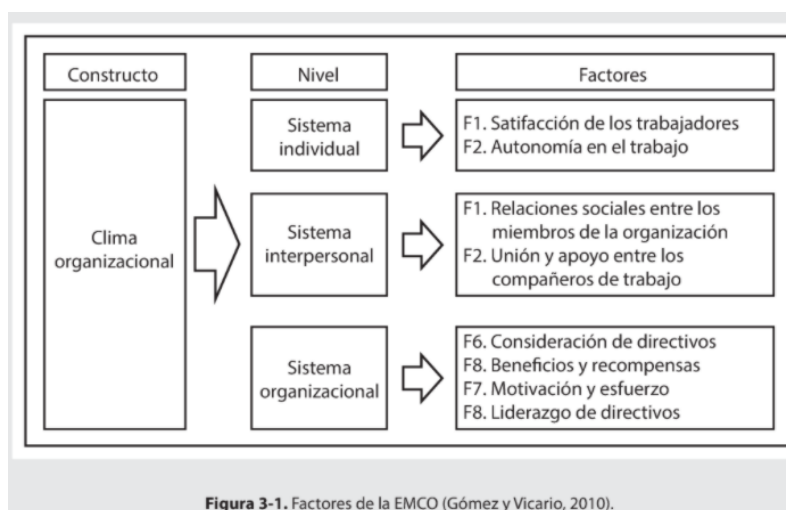 Constructo
Nivel
Factores
Clima
organizacional
Sistema
individual
F1. Satifacción de los trabajadores
F2. Autonomía en el trabajo
Sistema
interpersonal
F1. Relaciones sociales entre los
miembros de la organización
F2. Unión y apoyo entre los
compañeros de trabajo
Sistema
organizacional
F6. Consideración de directivos
F8. Beneficios y recompensas
F7. Motivación y esfuerzo
F8. Liderazgo de directivos
Figura 3-1. Factores de la EMCO (Gómez y Vicario, 2010).